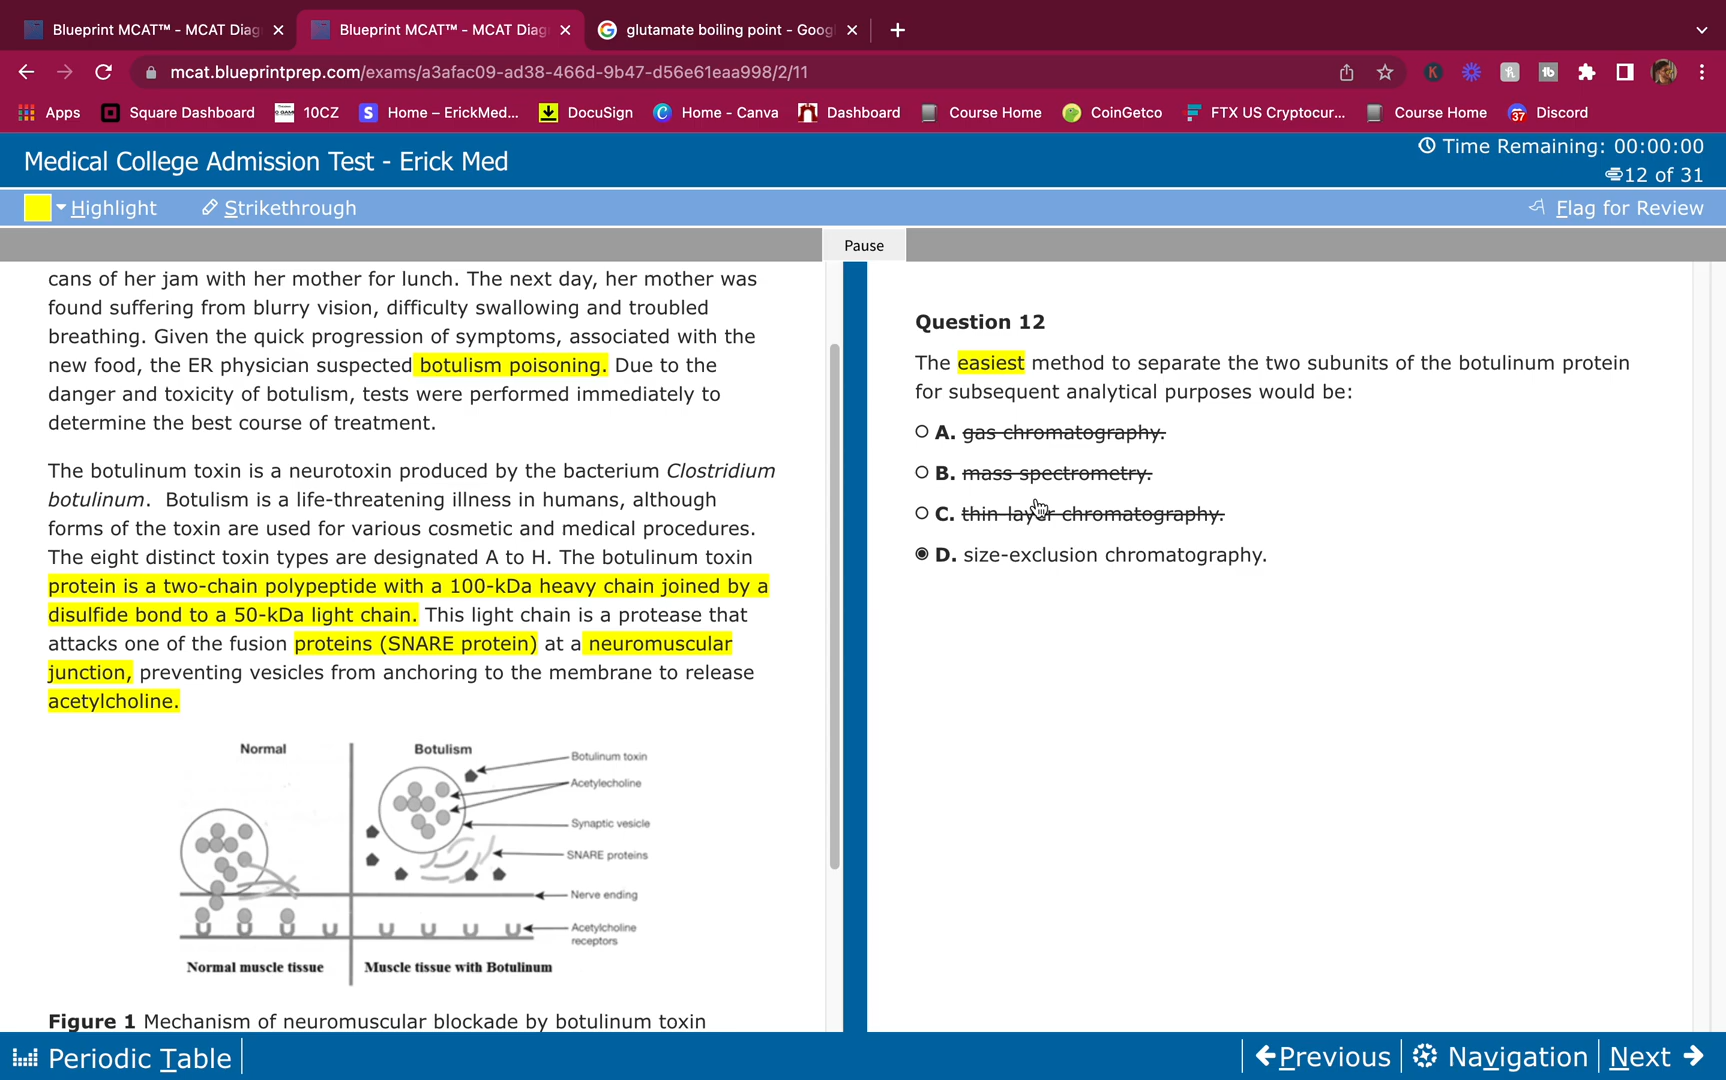 Blueprint MCAT™ - MCAT Diag
Blueprint MCAT™ - MCAT Diag
glutamate boiling point - Goog
mcat.blueprintprep.com/exams/a3afac09-ad38-466d-9b47-d56e61eaa998/2/11
Apps
Square Dashboard
10CZ
Home – ErickMed...
DocuSign
Home - Canva
Dashboard
Course Home
CoinGetco
FTX US Cryptocur...
Course Home
37
Discord
Medical College Admission Test - Erick Med
Time Remaining: 00:00:00
12 of 31
Highlight
Strikethrough
Flag for Review
Pause
cans of her jam with her mother for lunch. The next day, her mother was
found suffering from blurry vision, difficulty swallowing and troubled
breathing. Given the quick progression of symptoms, associated with the
new food, the ER physician suspected botulism poisoning. Due to the
danger and toxicity of botulism, tests were performed immediately to
determine the best course of treatment.
The botulinum toxin is a neurotoxin produced by the bacterium Clostridium
botulinum. Botulism is a life-threatening illness in humans, although
forms of the toxin are used for various cosmetic and medical procedures.
The eight distinct toxin types are designated A to H. The botulinum toxin
protein is a two-chain polypeptide with a 100-kDa heavy chain joined by a
disulfide bond to a 50-kDa light chain. This light chain is a protease that
attacks one of the fusion proteins (SNARE protein) at a neuromuscular
junction, preventing vesicles from anchoring to the membrane to release
acetylcholine.
Normal
Botulism
Botulinum toxin
Acetylecholine
Synaptic vesicle
SNARE proteins
Nerve ending
Acetylcholine
receptors
Normal muscle tissue
Muscle tissue with Botulinum
Figure 1 Mechanism of neuromuscular blockade by botulinum toxin
Question 12
The easiest method to separate the two subunits of the botulinum protein
for subsequent analytical purposes would be:
A. gas chromatography.
B. mass spectrometry.
C. thin-layer chromatography.
D. size-exclusion chromatography.
Periodic Table
Previous
Navigation
Next